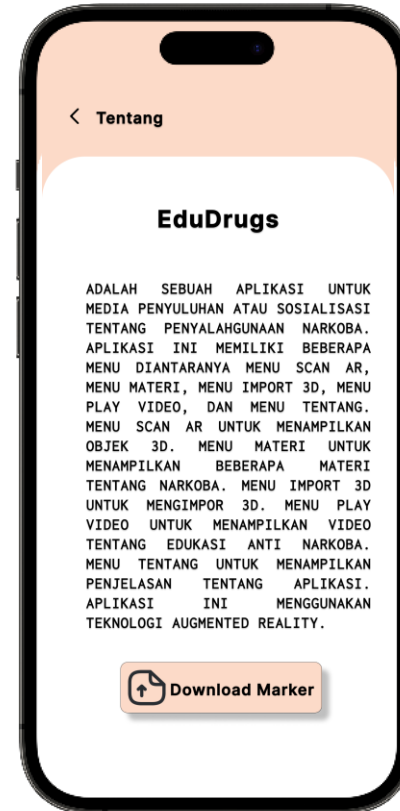 Tentang
EduDrugs
ADALAH SEBUAH APLIKASI UNTUK
MEDIA PENYULUHAN ATAU SOSIALISASI
TENTANG PENYALAHGUNAAN NARKOBA.
APLIKASI INI MEMILIKI BEBERAPA
MENU DIANTARANYA MENU SCAN AR,
MENU MATERI, MENU IMPORT 3D, MENU
PLAY VIDEO, DAN MENU TENTANG.
MENU SCAN AR UNTUK MENAMPILKAN
OBJEK 3D. MENU MATERI UNTUK
MENAMPILKAN BEBERAPA MATERI
TENTANG NARKOBA. MENU IMPORT 3D
UNTUK MENGIMPOR 3D. MENU PLAY
VIDEO UNTUK MENAMPILKAN VIDEO
TENTANG EDUKASI ANTI NARKOBA.
MENU TENTANG UNTUK MENAMPILKAN
PENJELASAN TENTANG APLIKASI.
APLIKASI INI MENGGUNAKAN
TEKNOLOGI AUGMENTED REALITY.
Download Marker